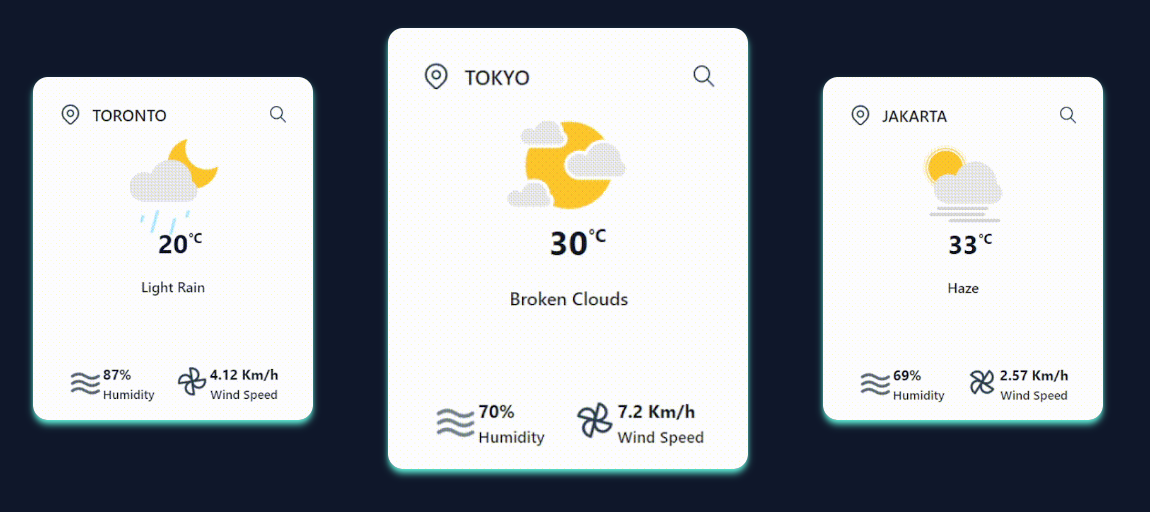 TORONTO
20°C
Light Rain
87%
Humidity
4.12 Km/h
Wind Speed
TOKYO
30°C
Broken Clouds
70%
Humidity
7.2 Km/h
Wind Speed
JAKARTA
33°C
Haze
69%
Humidity
2.57 Km/h
Wind Speed